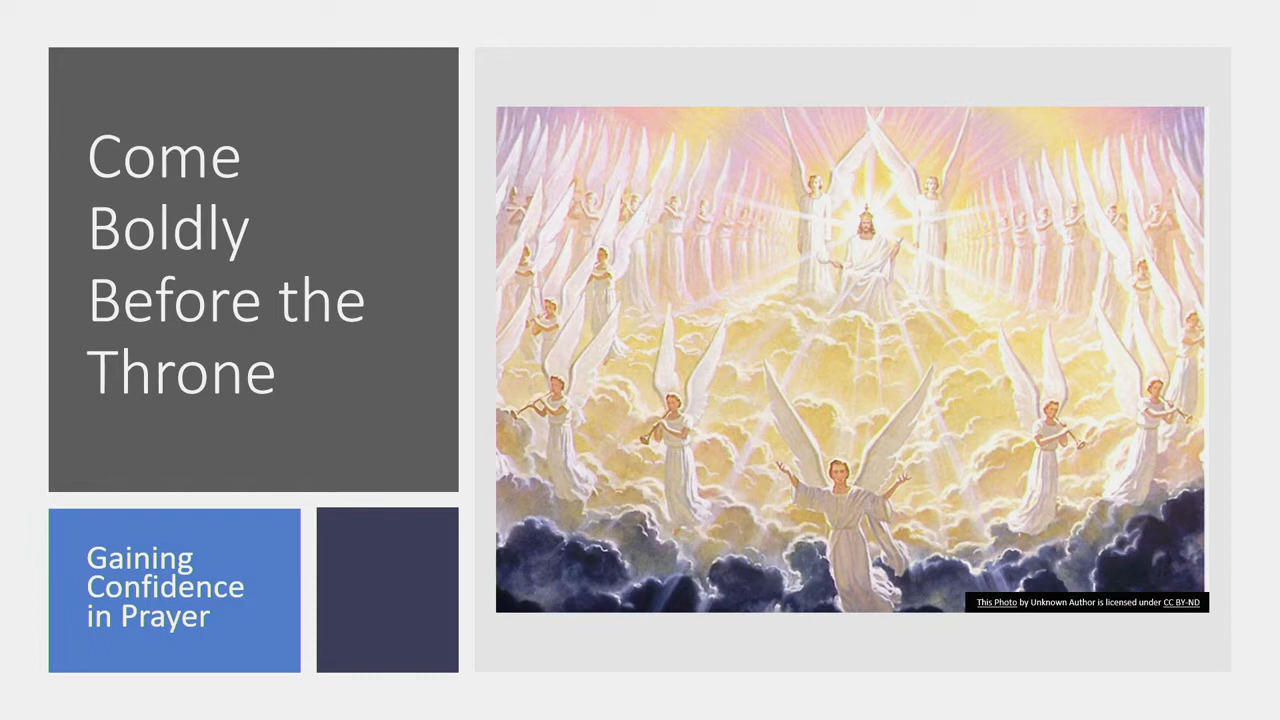 Come
Boldly
Before the
Throne
Gaining
Confidence
in Prayer
This Photo by Unknown Author is licensed under CC BY-ND